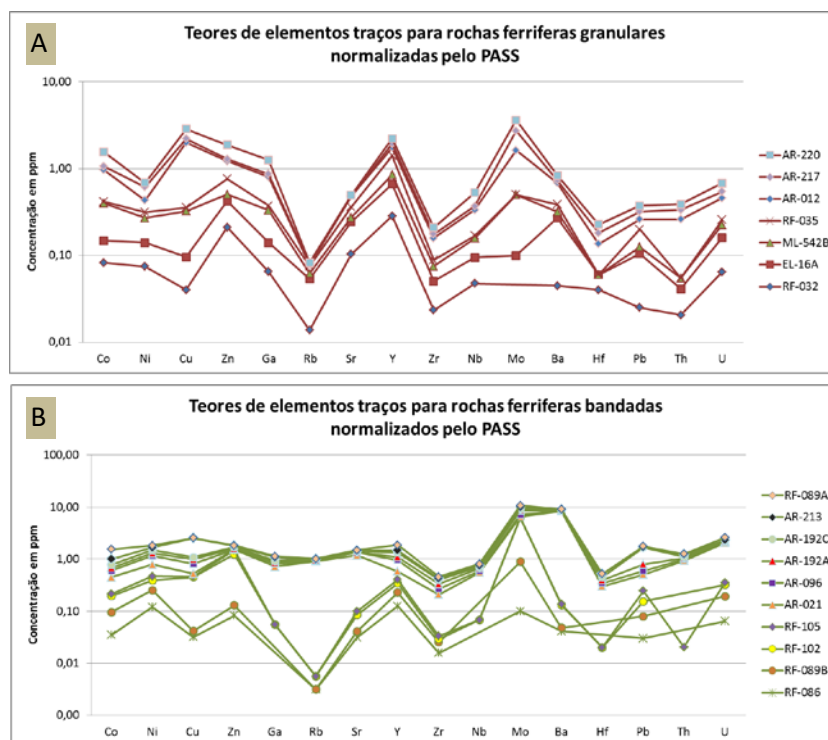 A
Teores de elementos traços para rochas ferriferas granulares
normalizadas pelo PASS
Concentração em ppm
10,00
1,00
0,10
0,01
Co Ni Cu Zn Ga Rb Sr Y Zr Nb Mo Ba Hf Pb Th U
AR-220
AR-217
AR-012
RF-035
ML-542B
EL-16A
RF-032
B
Teores de elementos traços para rochas ferriferas bandadas
normalizados pelo PASS
Concentração em ppm
100,00
10,00
1,00
0,10
0,01
0,00
Co Ni Cu Zn Ga Rb Sr Y Zr Nb Mo Ba Hf Pb Th U
RF-089A
AR-213
AR-192C
AR-192A
AR-096
AR-021
RF-105
RF-102
RF-089B
RF-086